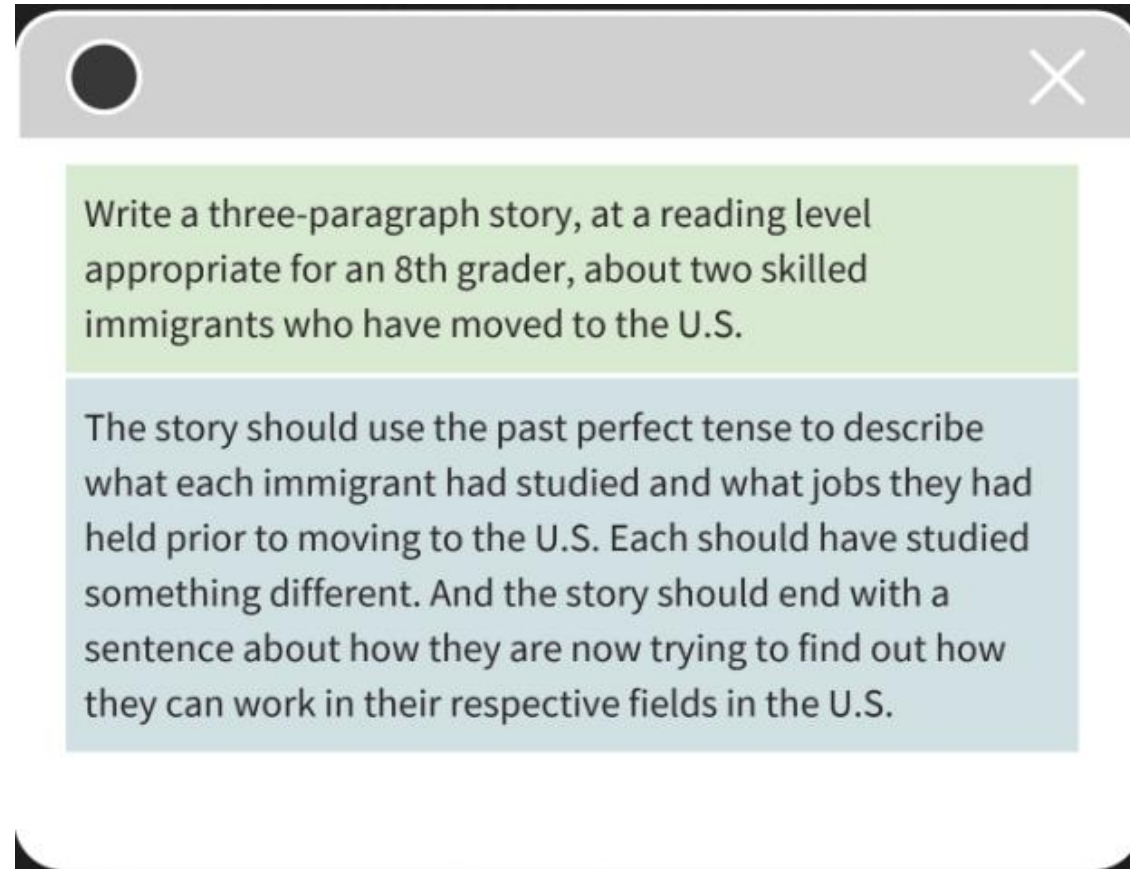 Write a three-paragraph story, at a reading level
appropriate for an 8th grader, about two skilled
immigrants who have moved to the U.S.
The story should use the past perfect tense to describe
what each immigrant had studied and what jobs they had
held prior to moving to the U.S. Each should have studied
something different. And the story should end with a
sentence about how they are now trying to find out how
they can work in their respective fields in the U.S.